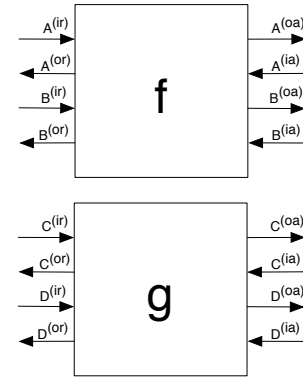 A(ir) A(oa)
A(or) A(ia)
f
B(ir) B(oa)
B(or) B(ia)
C(ir) C(oa)
C(or) C(ia)
g
D(ir) D(oa)
D(or) D(ia)